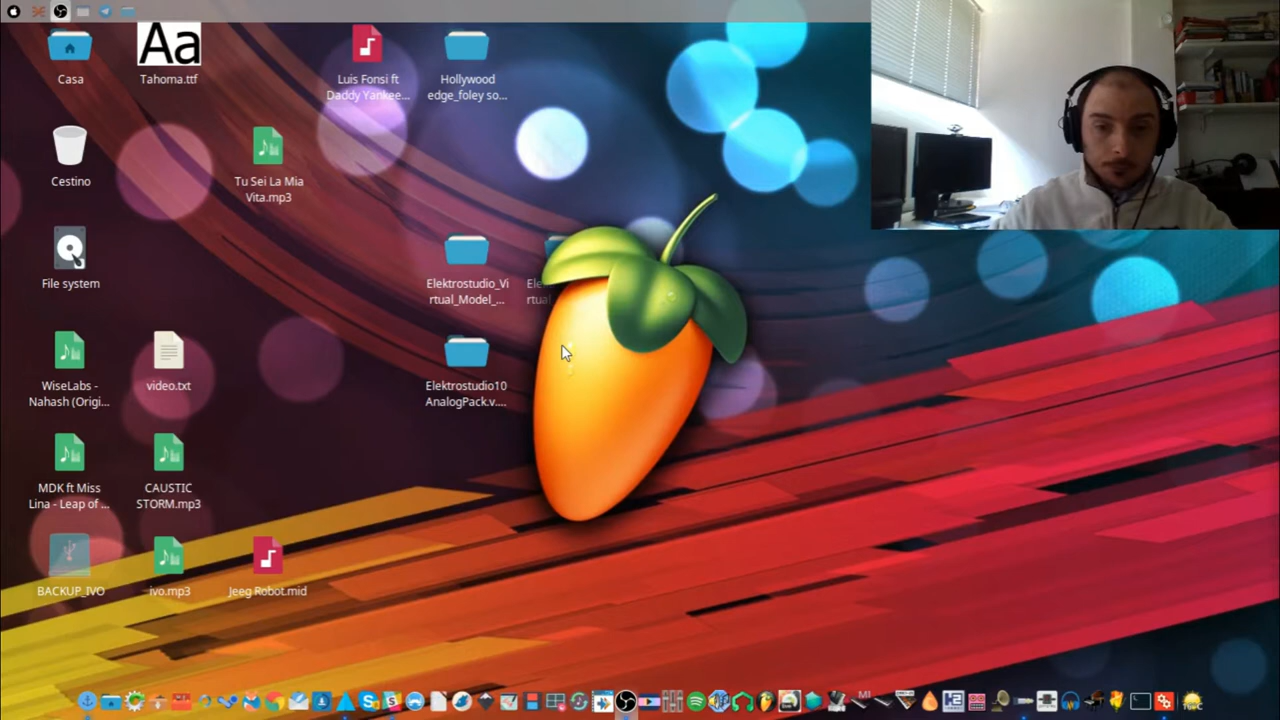 Aa
Casa
Tahoma.ttf
Luis Fonsi ft
Daddy Yankee...
Hollywood
edge_foley so...
Cestino
Tu Sei La Mia
Vita.mp3
File system
Elektrostudio_Vi
rtual_Model_...
Ele
rtual
WiseLabs -
Nahash (Origi...
video.txt
Elektrostudio10
AnalogPack.v....
MDK ft Miss
Lina - Leap of ...
CAUSTIC
STORM.mp3
BACKUP_IVO
ivo.mp3
Jeeg Robot.mid